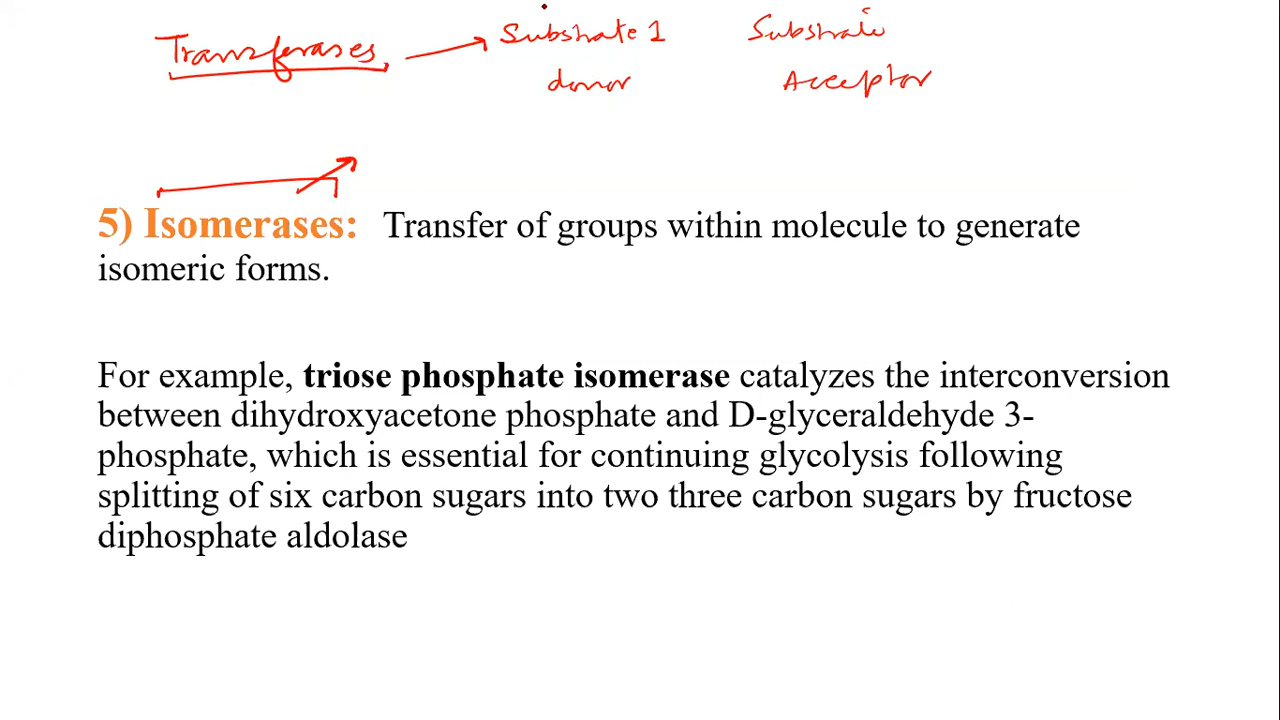 Transferases → Substrate 1 Substrate
donor Acceptor
5) Isomerases: Transfer of groups within molecule to generate
isomeric forms.
For example, triose phosphate isomerase catalyzes the interconversion
between dihydroxyacetone phosphate and D-glyceraldehyde 3-
phosphate, which is essential for continuing glycolysis following
splitting of six carbon sugars into two three carbon sugars by fructose
diphosphate aldolase